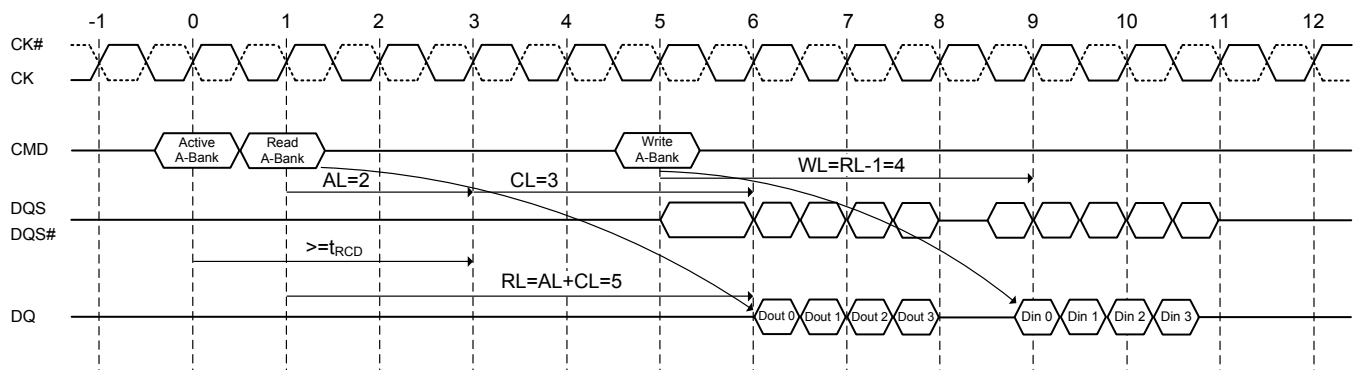 -1 0 1 2 3 4 5 6 7 8 9 10 11 12
CK#
CK
CMD Active A-Bank Read A-Bank Write A-Bank
WL=RL-1=4
AL=2 CL=3
DQS
DQS#
>=tRCD
RL=AL+CL=5
DQ Dout 0 Dout 1 Dout 2 Dout 3 Din 0 Din 1 Din 2 Din 3